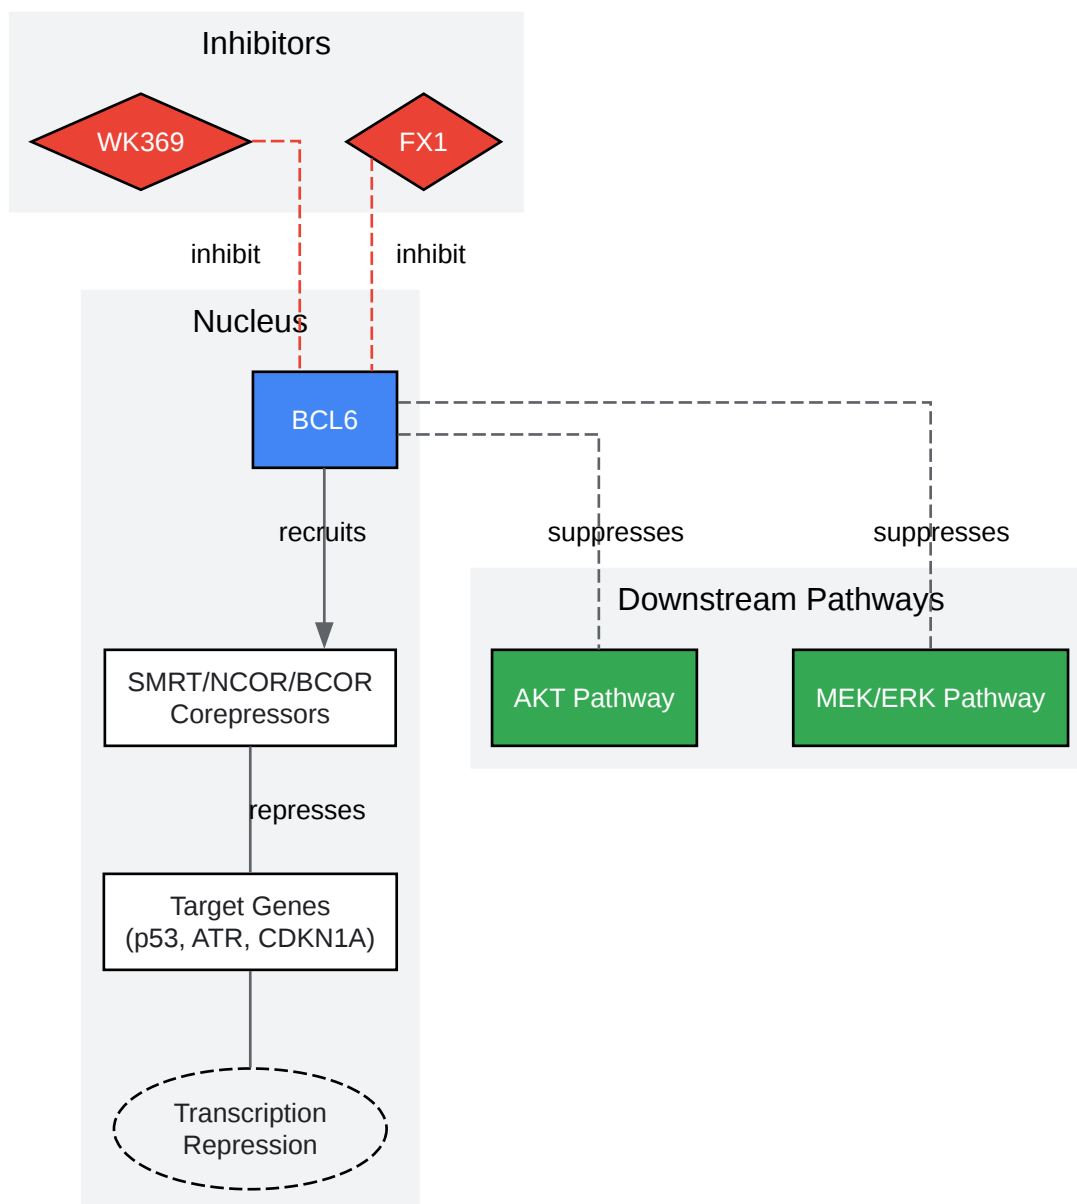 Inhibitors
WK369
FX1
inhibit
inhibit
Nucleus
BCL6
recruits
suppresses
suppresses
Downstream Pathways
SMRT/NCOR/BCOR
Corepressors
AKT Pathway
MEK/ERK Pathway
represses
Target Genes
(p53, ATR, CDKN1A)
Transcription
Repression